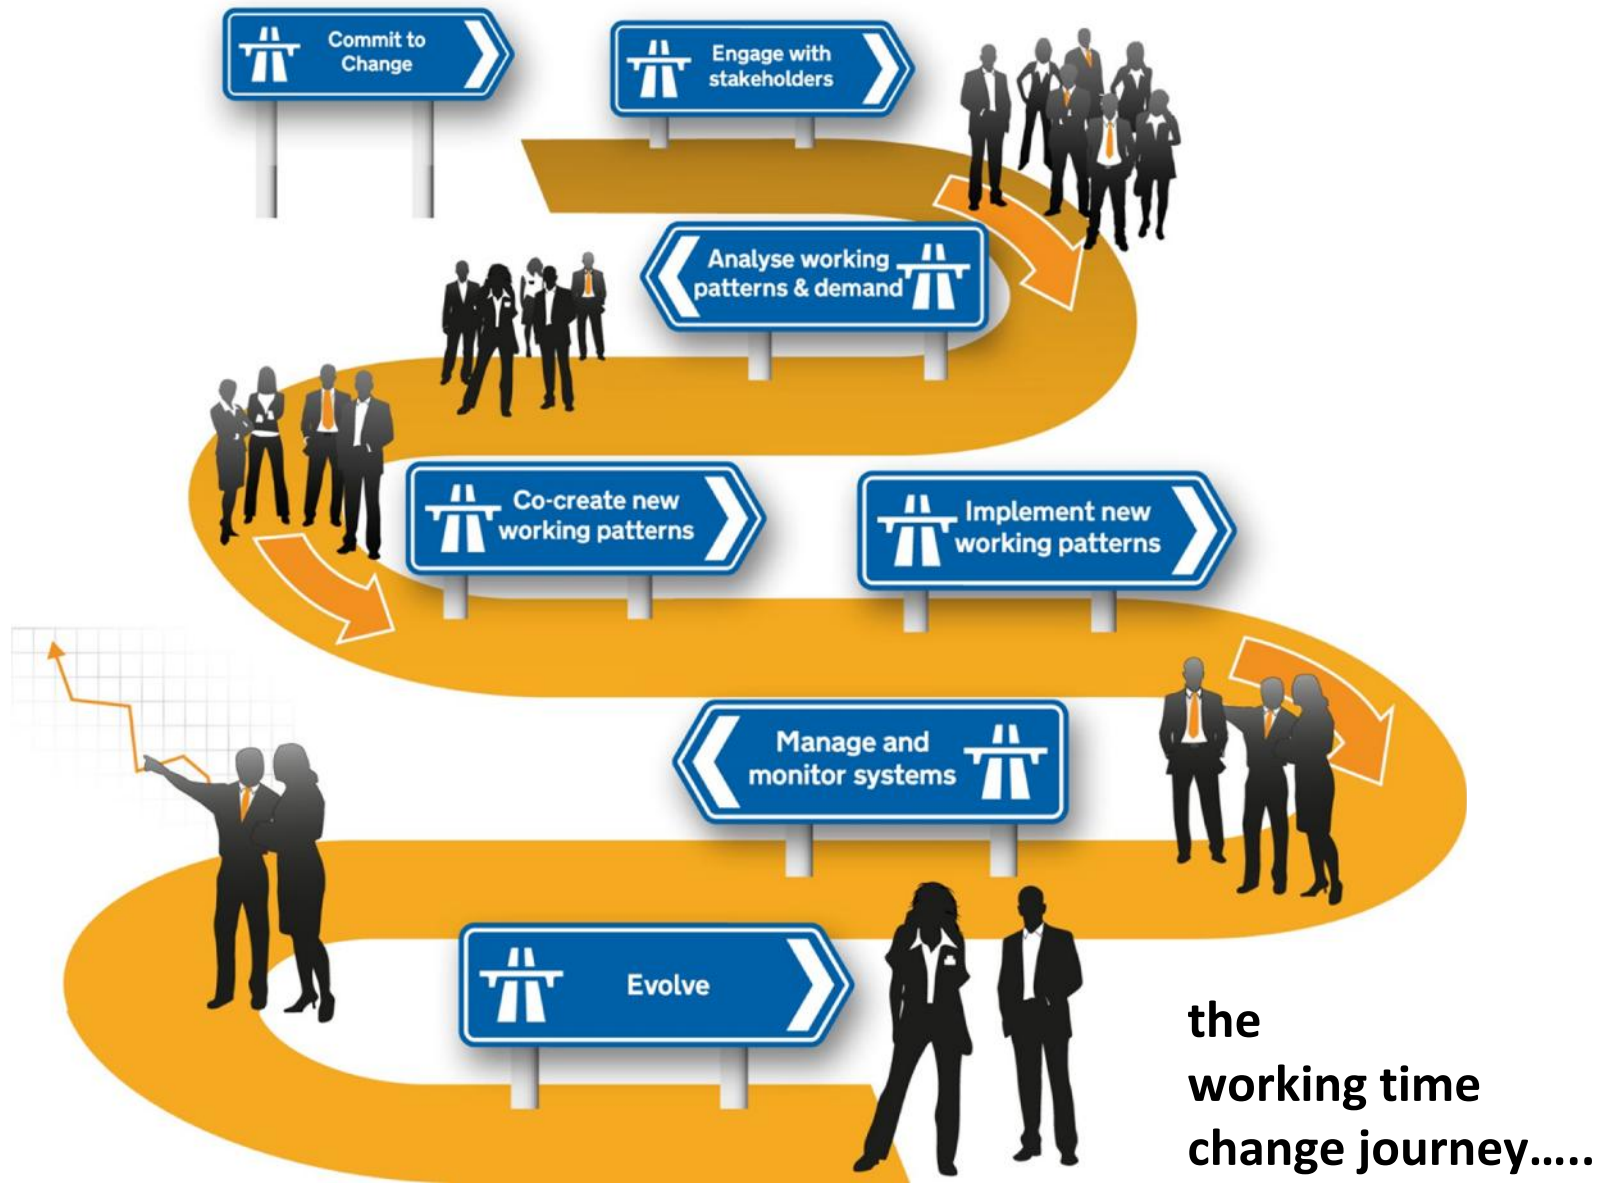 Commit to
Change
Engage with
stakeholders
Analyse working
patterns & demand
Co-create new
working patterns
Implement new
working patterns
Manage and
monitor systems
Evolve
the
working time
change journey.....